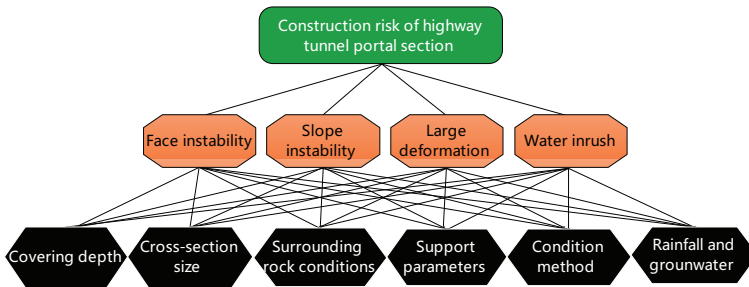 Construction risk of highway
tunnel portal section
Face instability
Slope
instability
Large
deformation
Water inrush
Covering depth
Cross-section
size
Surrounding
rock conditions
Support
parameters
Condition
method
Rainfall and
grounwater